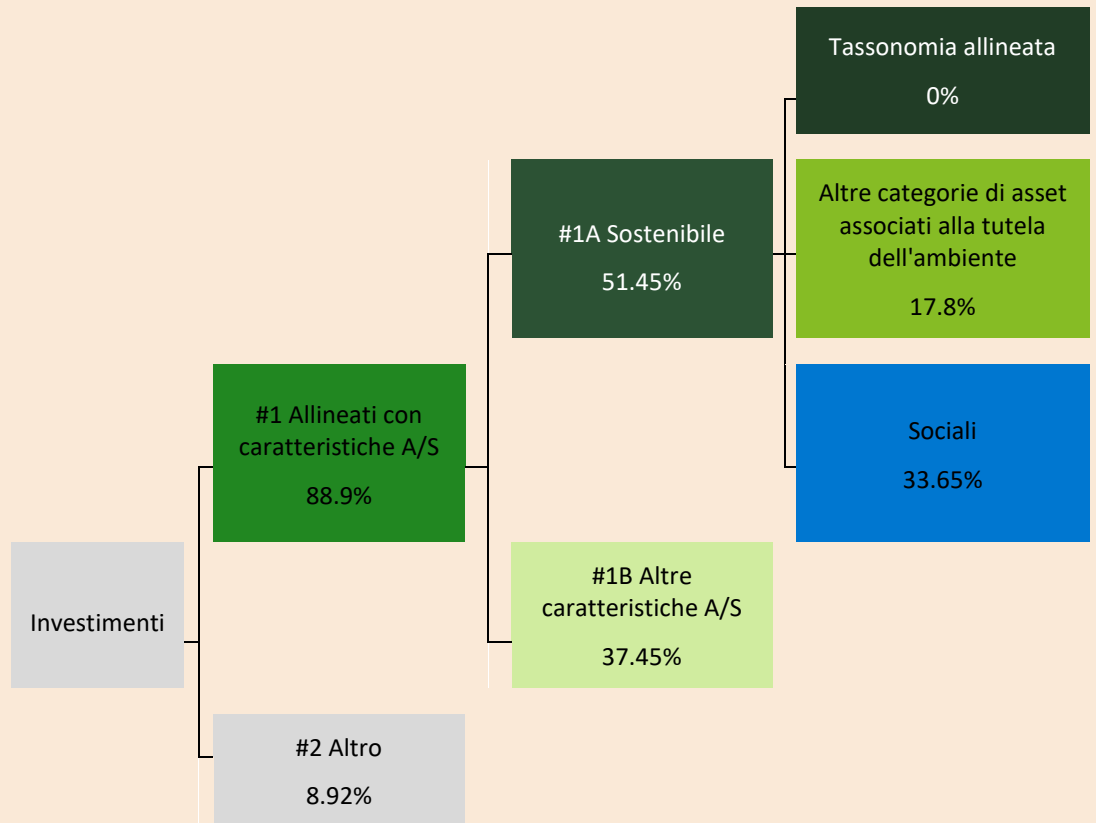 Tassonomia allineata
0%
Altre categorie di asset
associati alla tutela
dell'ambiente
17.8%
#1A Sostenibile
51.45%
Sociali
33.65%
#1 Allineati con
caratteristiche A/S
88.9%
#1B Altre
caratteristiche A/S
37.45%
Investimenti
#2 Altro
8.92%